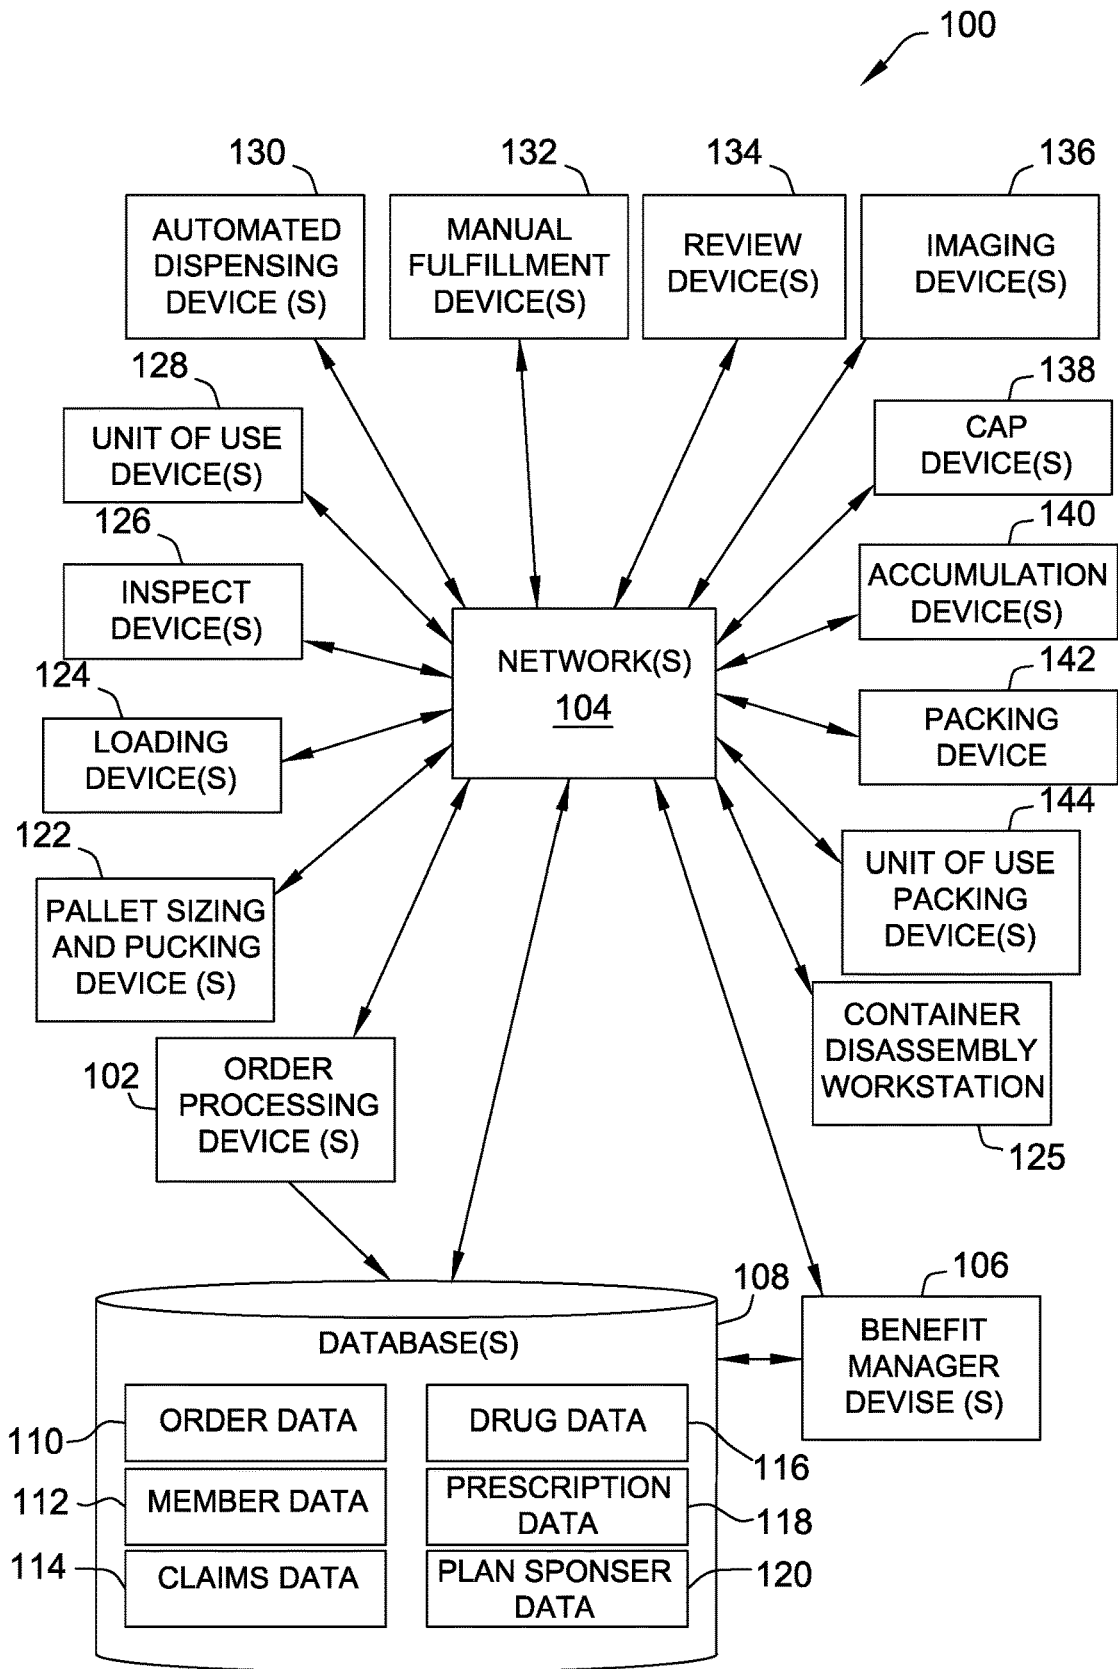 100
130
132
134
136
AUTOMATED
DISPENSING
DEVICE (S)
MANUAL
FULFILLMENT
DEVICE(S)
REVIEW
DEVICE(S)
IMAGING
DEVICE(S)
128
UNIT OF USE
DEVICE(S)
138
CAP
DEVICE(S)
126
INSPECT
DEVICE(S)
140
ACCUMULATION
DEVICE(S)
NETWORK(S)
104
124
LOADING
DEVICE(S)
142
PACKING
DEVICE
122
PALLET SIZING
AND PUCKING
DEVICE (S)
144
UNIT OF USE
PACKING
DEVICE(S)
102
ORDER
PROCESSING
DEVICE (S)
CONTAINER
DISASSEMBLY
WORKSTATION
125
108
106
DATABASE(S)
BENEFIT
MANAGER
DEVISE (S)
110
ORDER DATA
DRUG DATA
116
112
MEMBER DATA
PRESCRIPTION
DATA
118
114
CLAIMS DATA
PLAN SPONSER
DATA
120